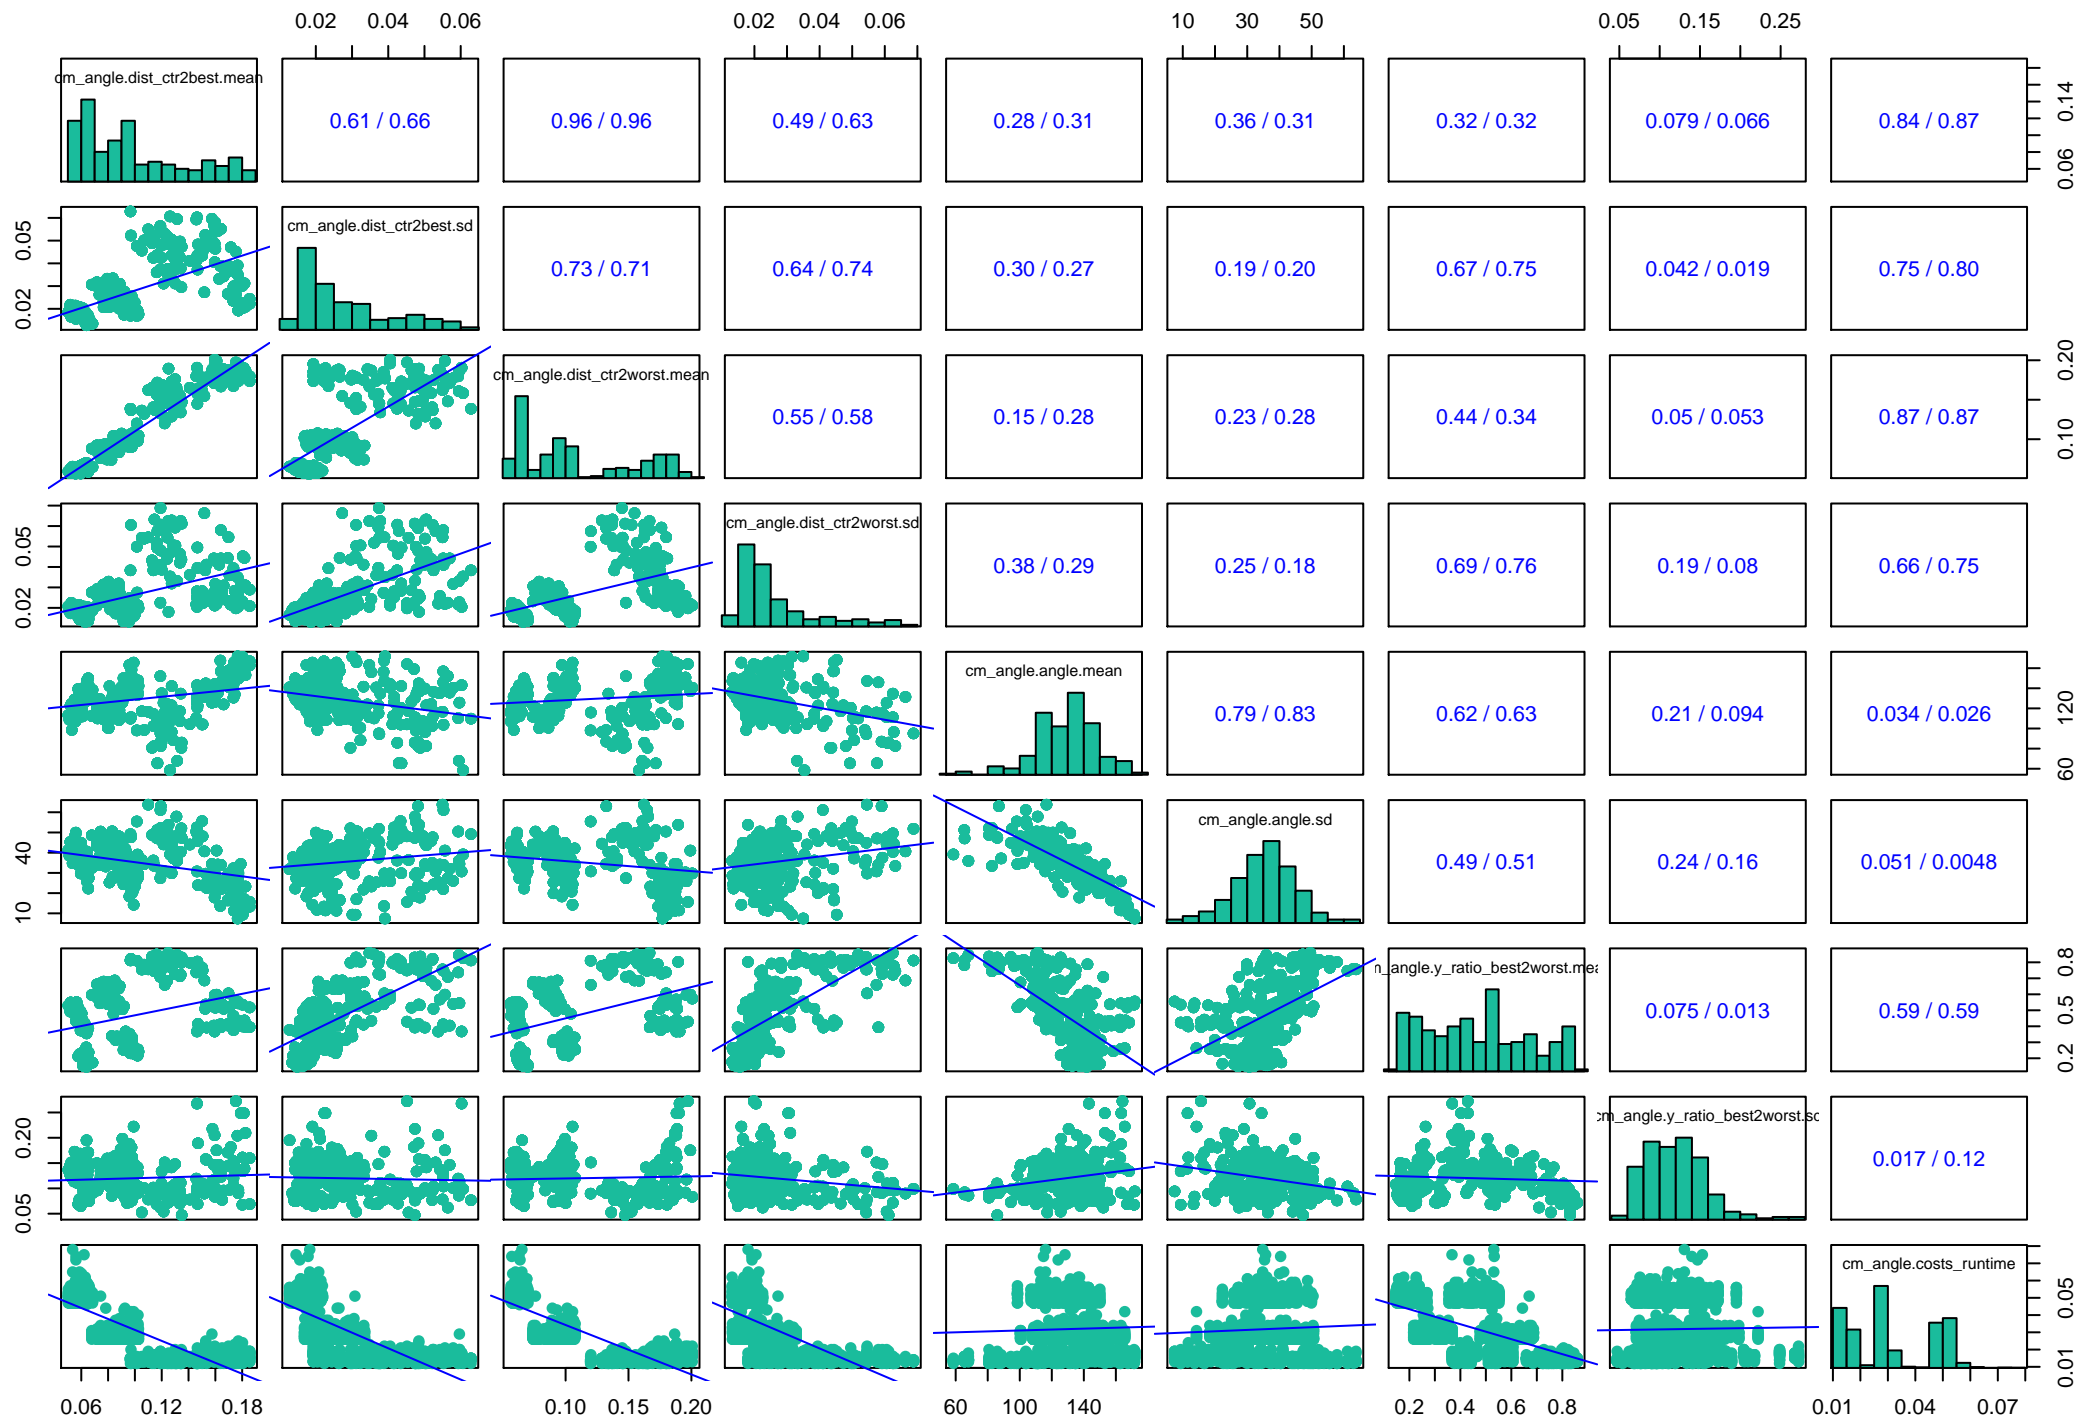 0.02 0.04 0.06 0.02 0.04 0.06 10 30 50 0.05 0.15 0.25
cm_angle.dist_ctr2best.mean 0.61 / 0.66 0.96 / 0.96 0.49 / 0.63 0.28 / 0.31 0.36 / 0.31 0.32 / 0.32 0.079 / 0.066 0.84 / 0.87 0.06 0.14
0.02 0.05 cm_angle.dist_ctr2best.sd 0.73 / 0.71 0.64 / 0.74 0.30 / 0.27 0.19 / 0.20 0.67 / 0.75 0.042 / 0.019 0.75 / 0.80
cm_angle.dist_ctr2worst.mean 0.55 / 0.58 0.15 / 0.28 0.23 / 0.28 0.44 / 0.34 0.05 / 0.053 0.87 / 0.87 0.10 0.20
0.02 0.05 cm_angle.dist_ctr2worst.sd 0.38 / 0.29 0.25 / 0.18 0.69 / 0.76 0.19 / 0.08 0.66 / 0.75
cm_angle.angle.mean 0.79 / 0.83 0.62 / 0.63 0.21 / 0.094 0.034 / 0.026 60 120
10 40 cm_angle.angle.sd 0.49 / 0.51 0.24 / 0.16 0.051 / 0.0048
n_angle.y_ratio_best2worst.mea 0.075 / 0.013 0.59 / 0.59 0.2 0.5 0.8
0.05 0.20 cm_angle.y_ratio_best2worst.sd 0.017 / 0.12
cm_angle.costs_runtime 0.01 0.05
0.06 0.12 0.18 0.10 0.15 0.20 60 100 140 0.2 0.4 0.6 0.8 0.01 0.04 0.07